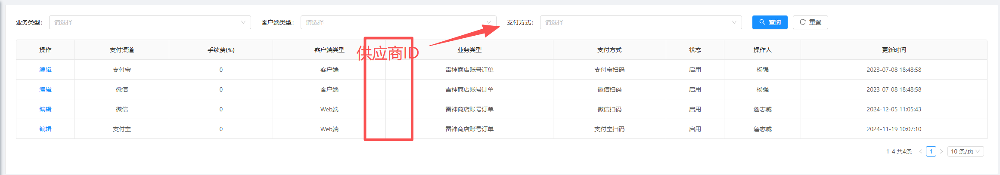 业务类型： 请选择 客户端类型： 请选择 支付方式： 请选择 查询 重置
供应商ID
操作 支付渠道 手续费(%) 客户端类型 业务类型 支付方式 状态 操作人 更新时间
编辑 支付宝 0 客户端 雷神商店账号订单 支付宝扫码 启用 杨强 2023-07-08 18:48:58
编辑 微信 0 客户端 雷神商店账号订单 微信扫码 启用 杨强 2023-07-08 18:48:58
编辑 微信 0 Web端 雷神商店账号订单 微信扫码 启用 詹志威 2024-12-05 11:05:43
编辑 支付宝 0 Web端 雷神商店账号订单 支付宝扫码 启用 詹志威 2024-11-19 10:07:10
1-4 共4条 < 1 > 10 条/页